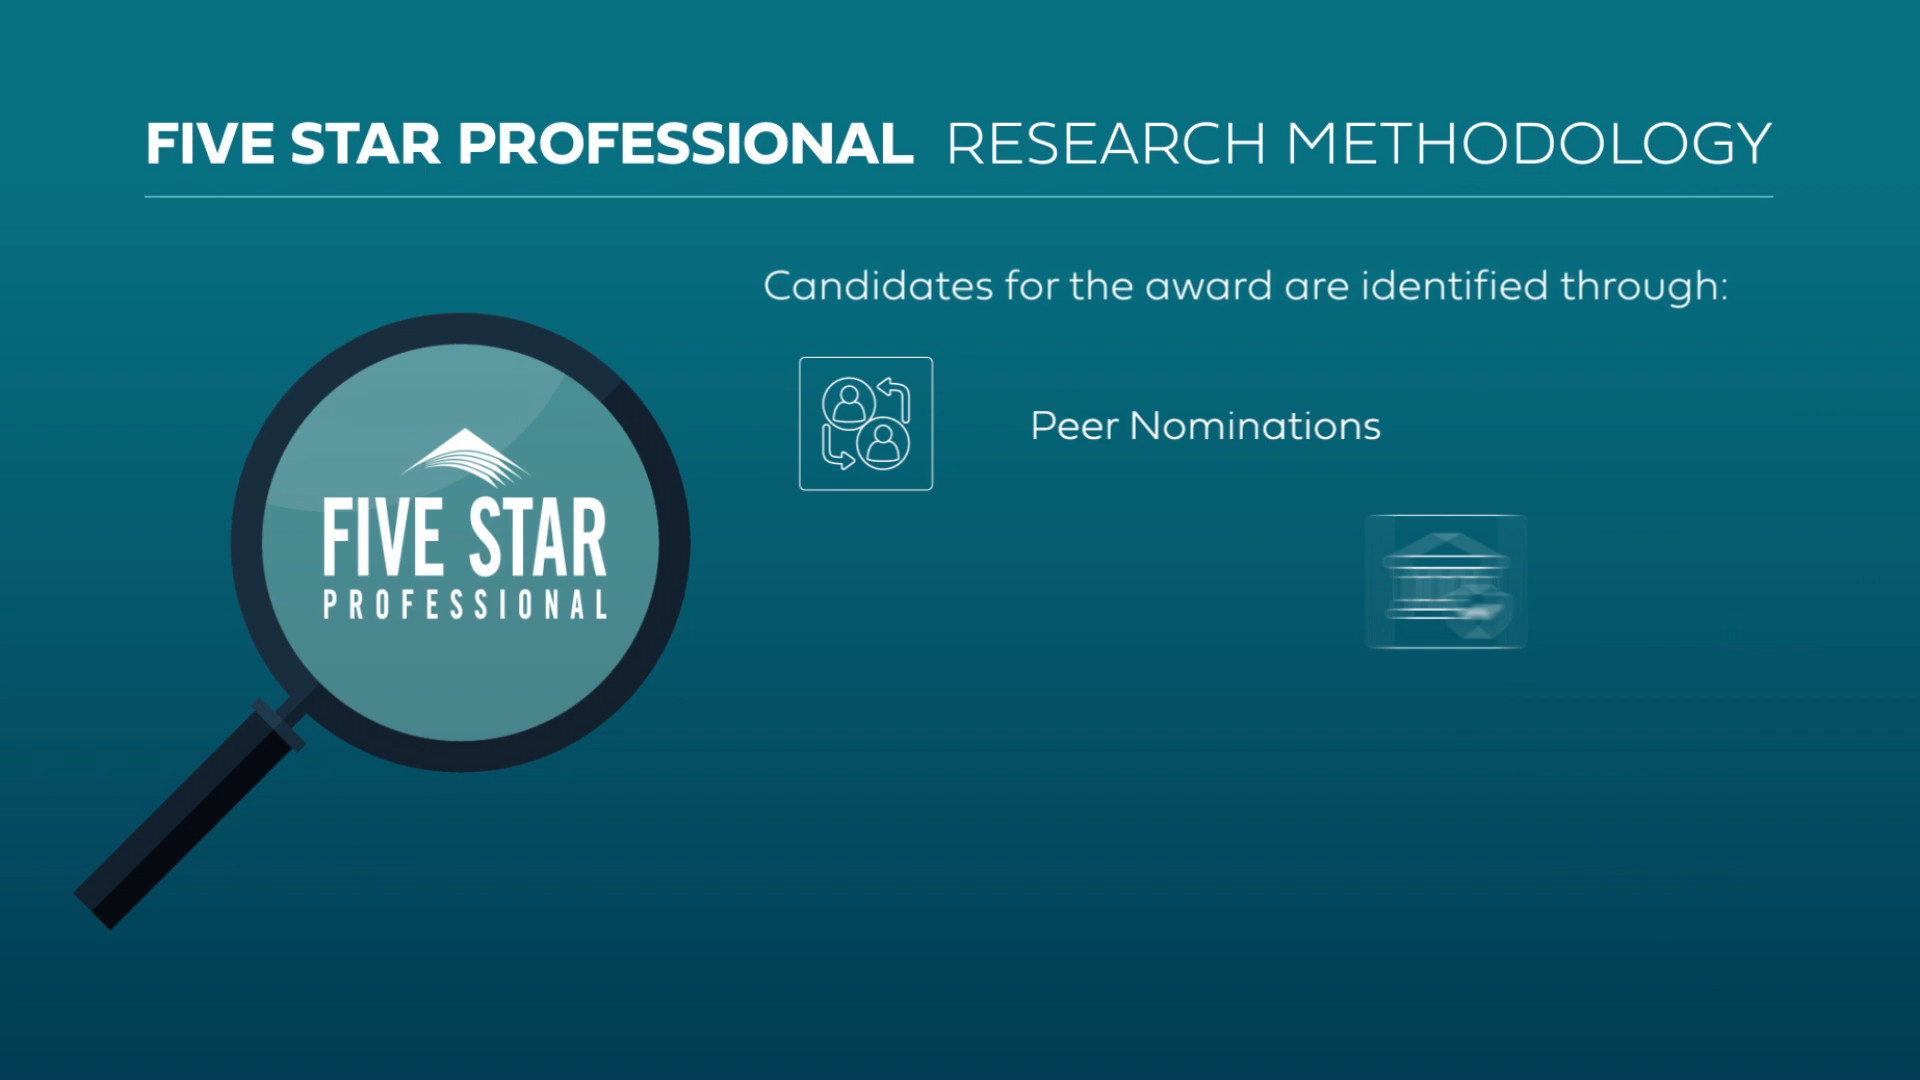 FIVE STAR PROFESSIONAL RESEARCH METHODOLOGY
Candidates for the award are identified through:
Peer Nominations
FIVE STAR
PROFESSIONAL